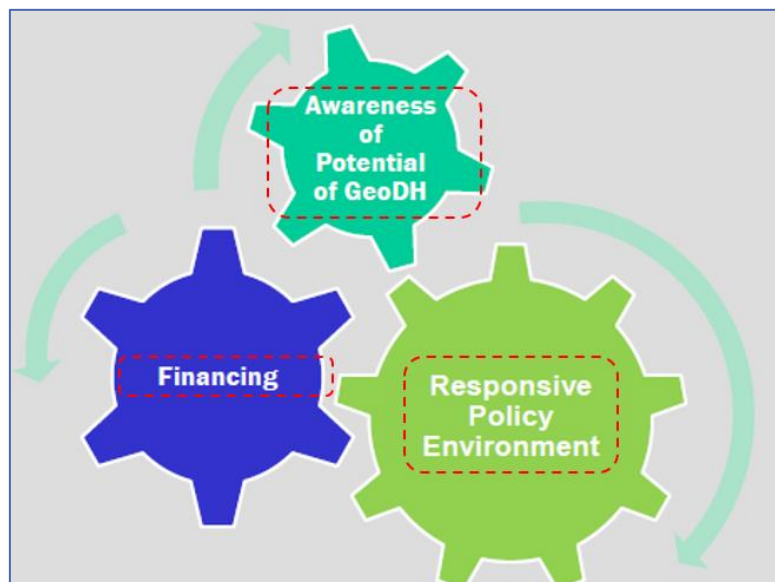 Awareness
of
Potential
of GeoDH
Financing
Responsive
Policy
Environment